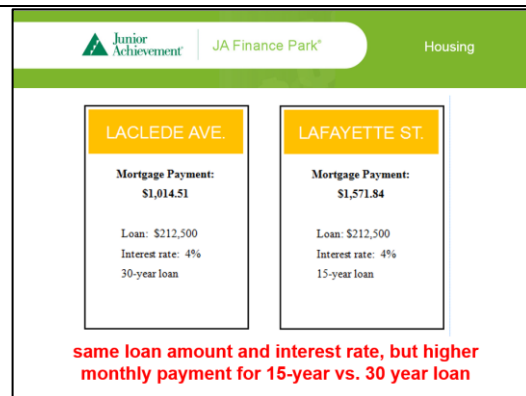 Junior
Achievement®
JA Finance Park®
Housing
LACLEDE AVE.
Mortgage Payment:
$1,014.51
Loan: $212,500
Interest rate: 4%
30-year loan
LAFAYETTE ST.
Mortgage Payment:
$1,571.84
Loan: $212,500
Interest rate: 4%
15-year loan
same loan amount and interest rate, but higher
monthly payment for 15-year vs. 30 year loan